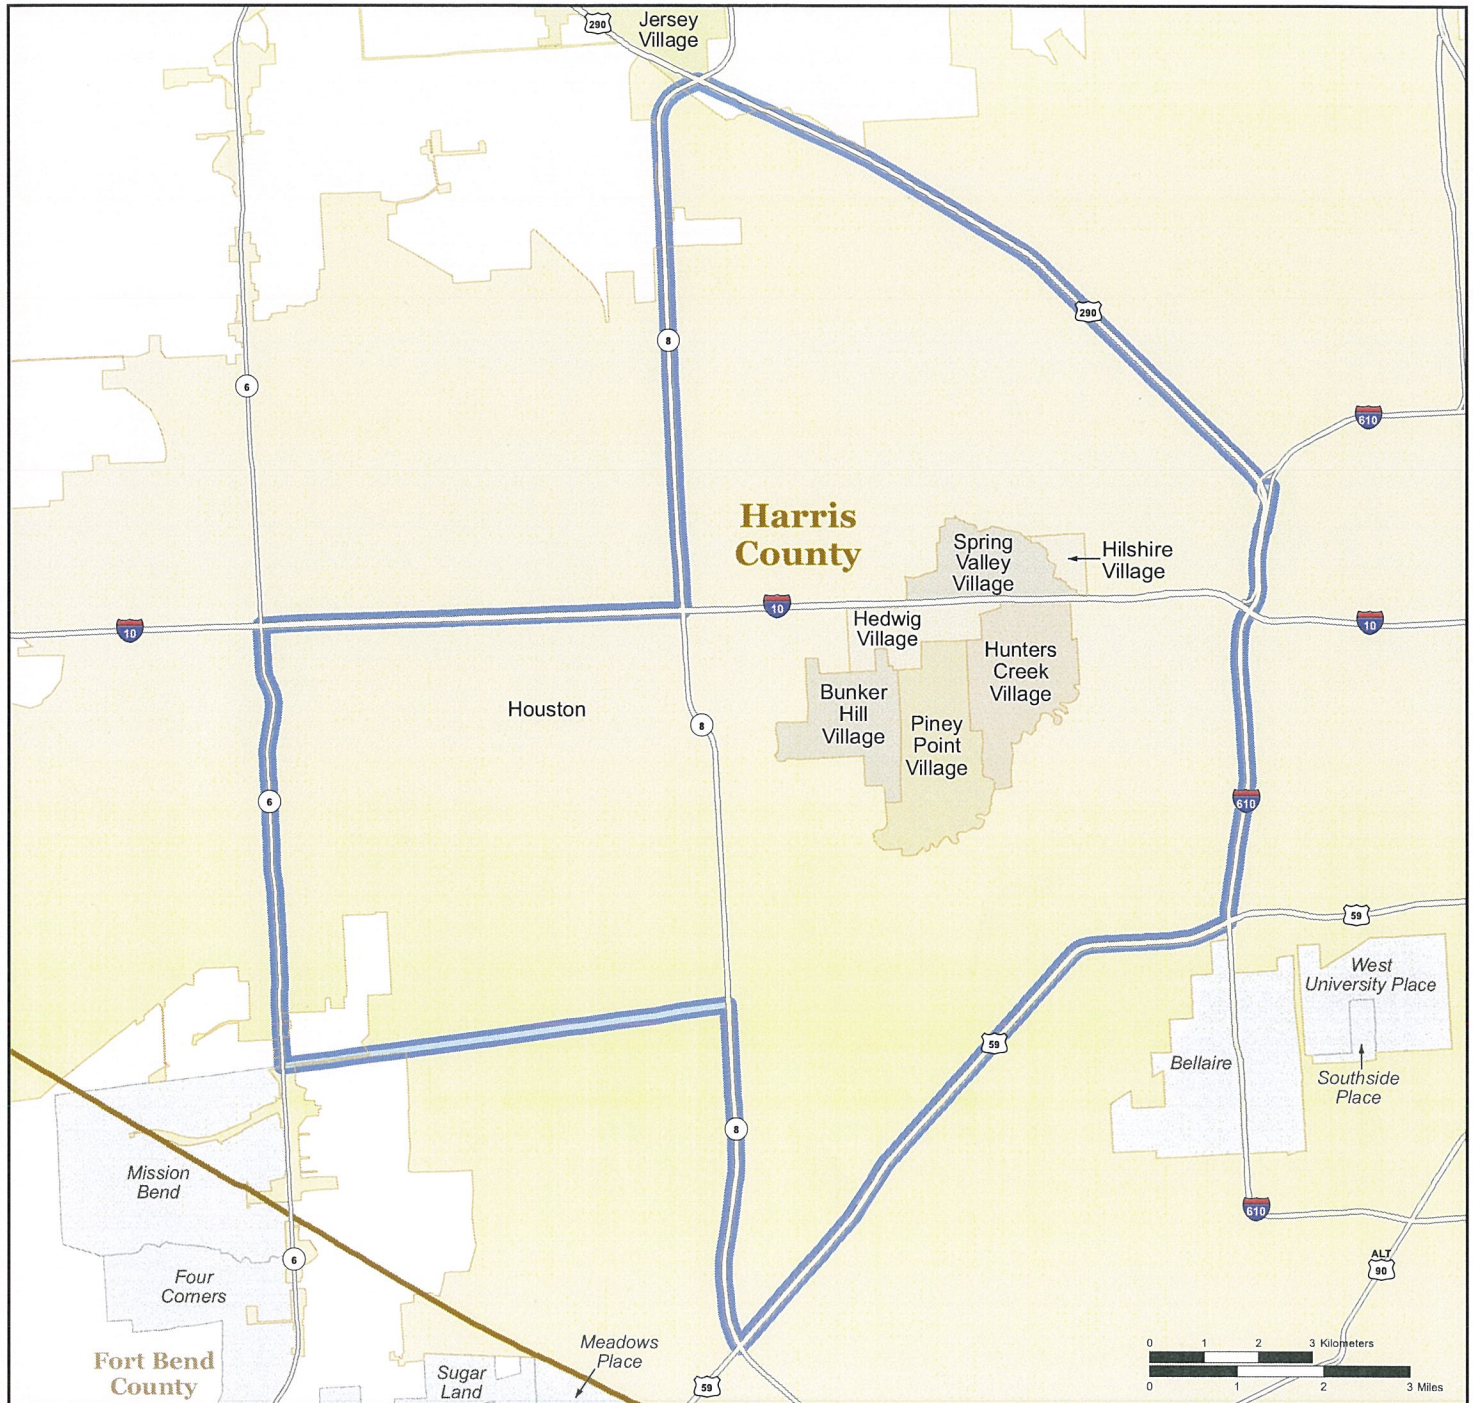 290
Jersey
Village
8
290
6
610
Harris
County
Spring
Valley
Village
Hilshire
Village
10
10
10
Hedwig
Village
Hunters
Creek
Village
Bunker
Hill
Village
Piney
Point
Village
Houston
8
6
610
59
West
University Place
59
Bellaire
Southside
Place
8
Mission
Bend
610
6
ALT
90
Four
Corners
Fort Bend
County
Meadows
Place
Sugar
Land
59
0 1 2 3 Kilometers
0 1 2 3 Miles